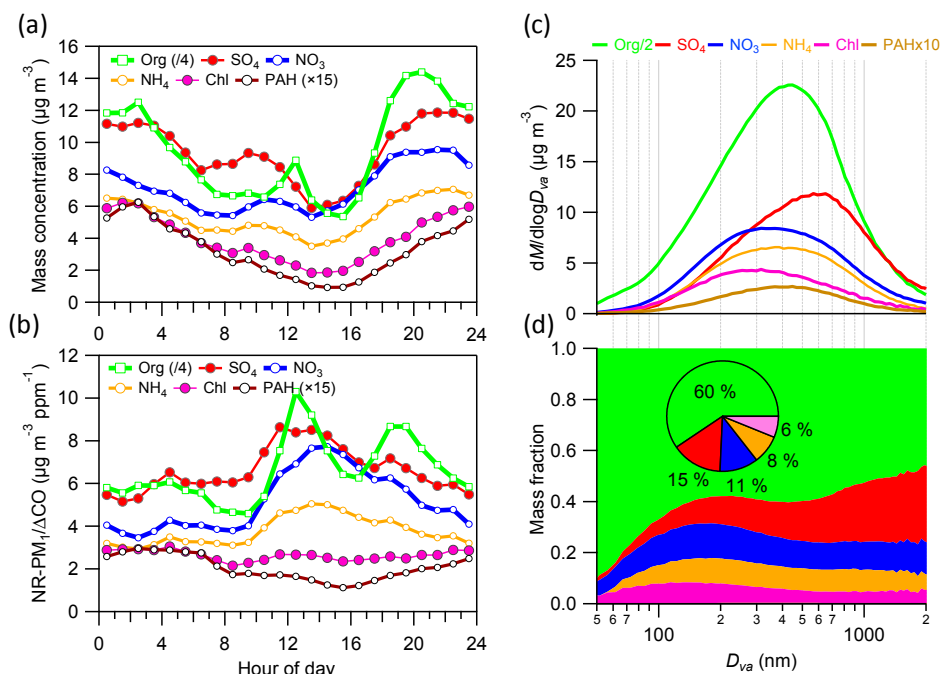 (a)
Org (/4) SO₄ NO₃
NH₄ Chl PAH (×15)
Mass concentration (µg m⁻³)
16
14
12
10
8
6
4
2
0
0 4 8 12 16 20 24
(b)
Org (/4) SO₄ NO₃
NH₄ Chl PAH (×15)
NR-PM₁/ΔCO (µg m⁻³ ppm⁻¹)
12
10
8
6
4
2
0
0 4 8 12 16 20 24
Hour of day
(c)
Org/2 SO₄ NO₃ NH₄ Chl PAHx10
dM/dlogDva (µg m⁻³)
25
20
15
10
5
0
(d)
Mass fraction
1.0
0.8
0.6
0.4
0.2
0.0
60 %
6 %
8 %
15 %
11 %
5 6 7 100 2 3 4 5 6 7 1000 2
Dva (nm)